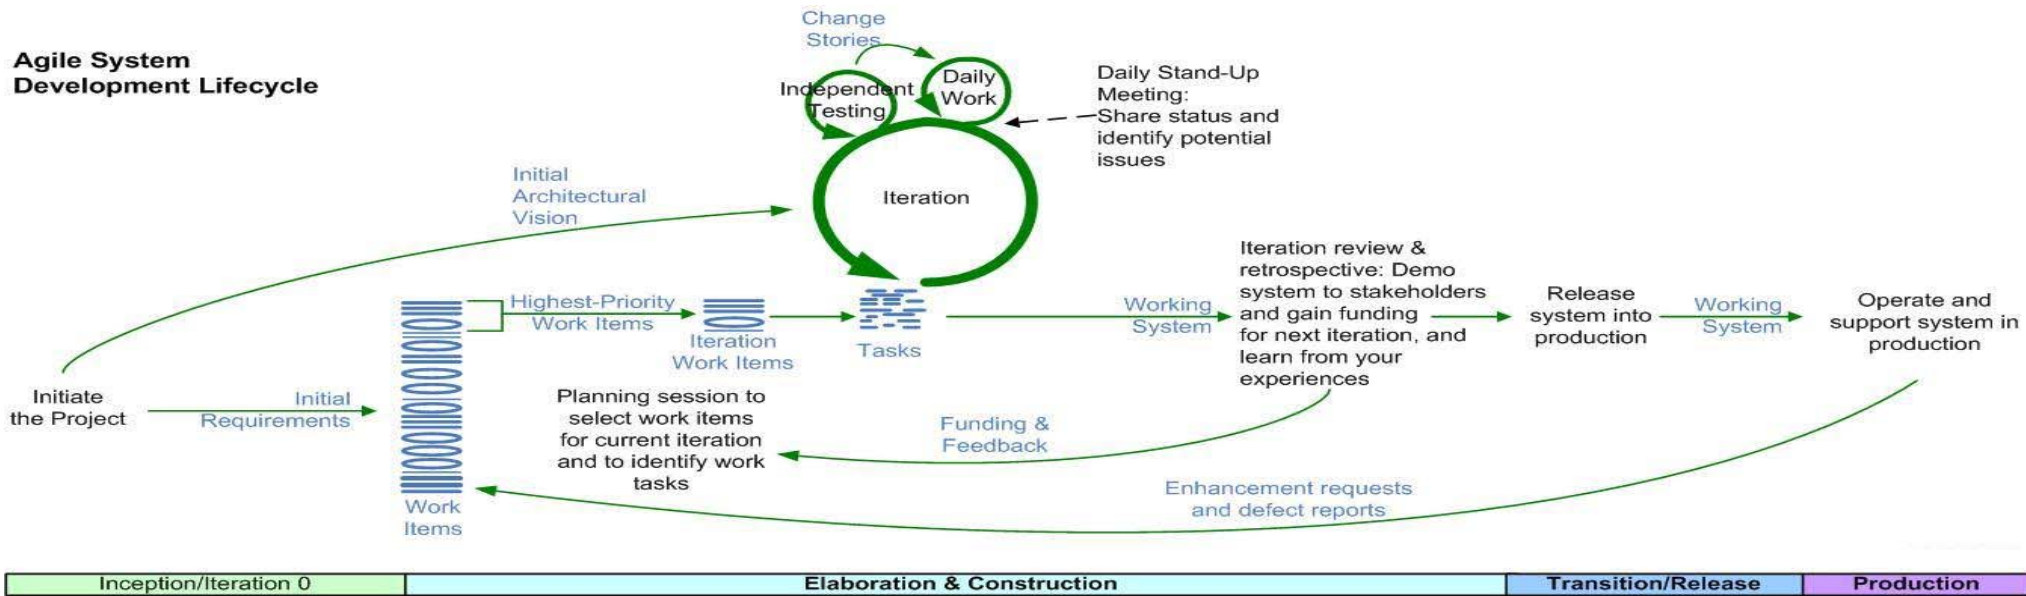 Agile System
Development Lifecycle
Change
Stories
Independent
Testing
Daily
Work
Daily Stand-Up
Meeting:
Share status and
identify potential
issues
Initial
Architectural
Vision
Iteration
Highest-Priority
Work Items
Iteration
Work Items
Tasks
Working
System
Iteration review &
retrospective: Demo
system to stakeholders
and gain funding
for next iteration, and
learn from your
experiences
Release
system into
production
Working
System
Operate and
support system in
production
Initiate
the Project
Initial
Requirements
Planning session to
select work items
for current iteration
and to identify work
tasks
Funding &
Feedback
Work
Items
Enhancement requests
and defect reports
Inception/Iteration 0
Elaboration & Construction
Transition/Release
Production